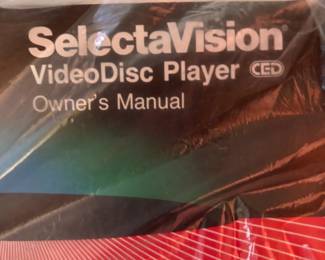 SelectaVision®
VideoDisc Player CED
Owner's Manual